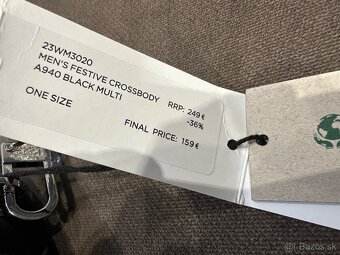 23WM3020
MEN'S FESTIVE CROSSBODY
A940 BLACK MULTI
RRP: 249 €
-36%
ONE SIZE
FINAL PRICE: 159 €
Bazos.sk